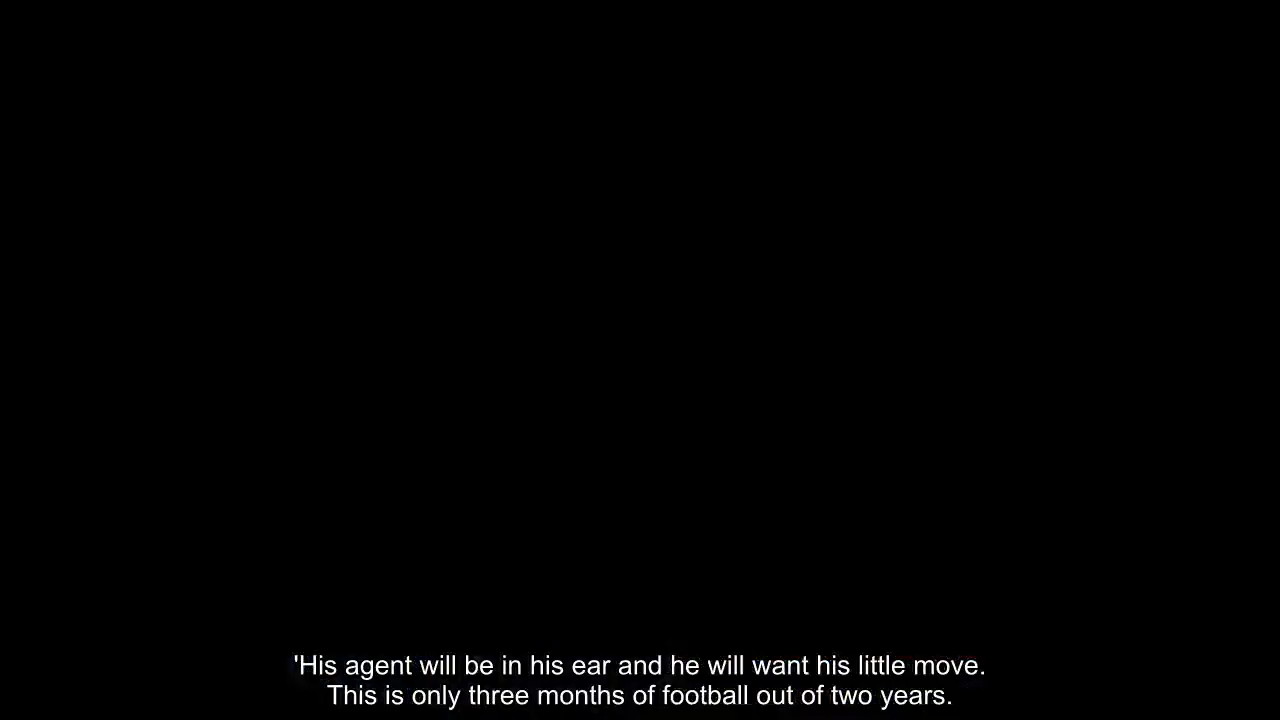 'His agent will be in his ear and he will want his little move.
This is only three months of football out of two years.